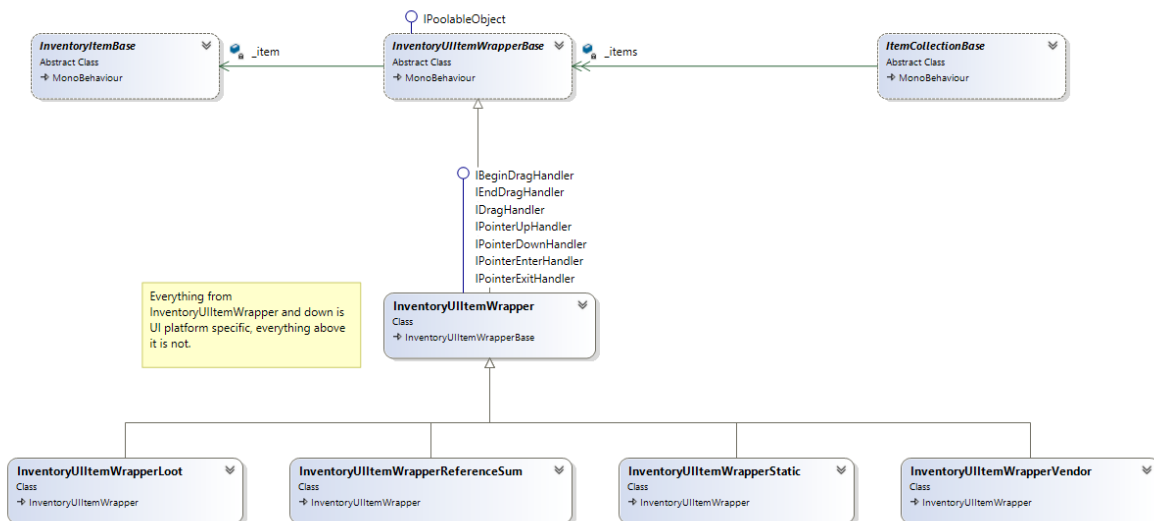 IPoolableObject
InventoryItemBase
Abstract Class
MonoBehaviour
_item
InventoryUIItemWrapperBase
Abstract Class
MonoBehaviour
_items
ItemCollectionBase
Abstract Class
MonoBehaviour
IBeginDragHandler
IEndDragHandler
IDragHandler
IPointerUpHandler
IPointerDownHandler
IPointerEnterHandler
IPointerExitHandler
Everything from
InventoryUIItemWrapper and down is
UI platform specific, everything above
it is not.
InventoryUIItemWrapper
Class
InventoryUIItemWrapperBase
InventoryUIItemWrapperLoot
Class
InventoryUIItemWrapper
InventoryUIItemWrapperReferenceSum
Class
InventoryUIItemWrapper
InventoryUIItemWrapperStatic
Class
InventoryUIItemWrapper
InventoryUIItemWrapperVendor
Class
InventoryUIItemWrapper